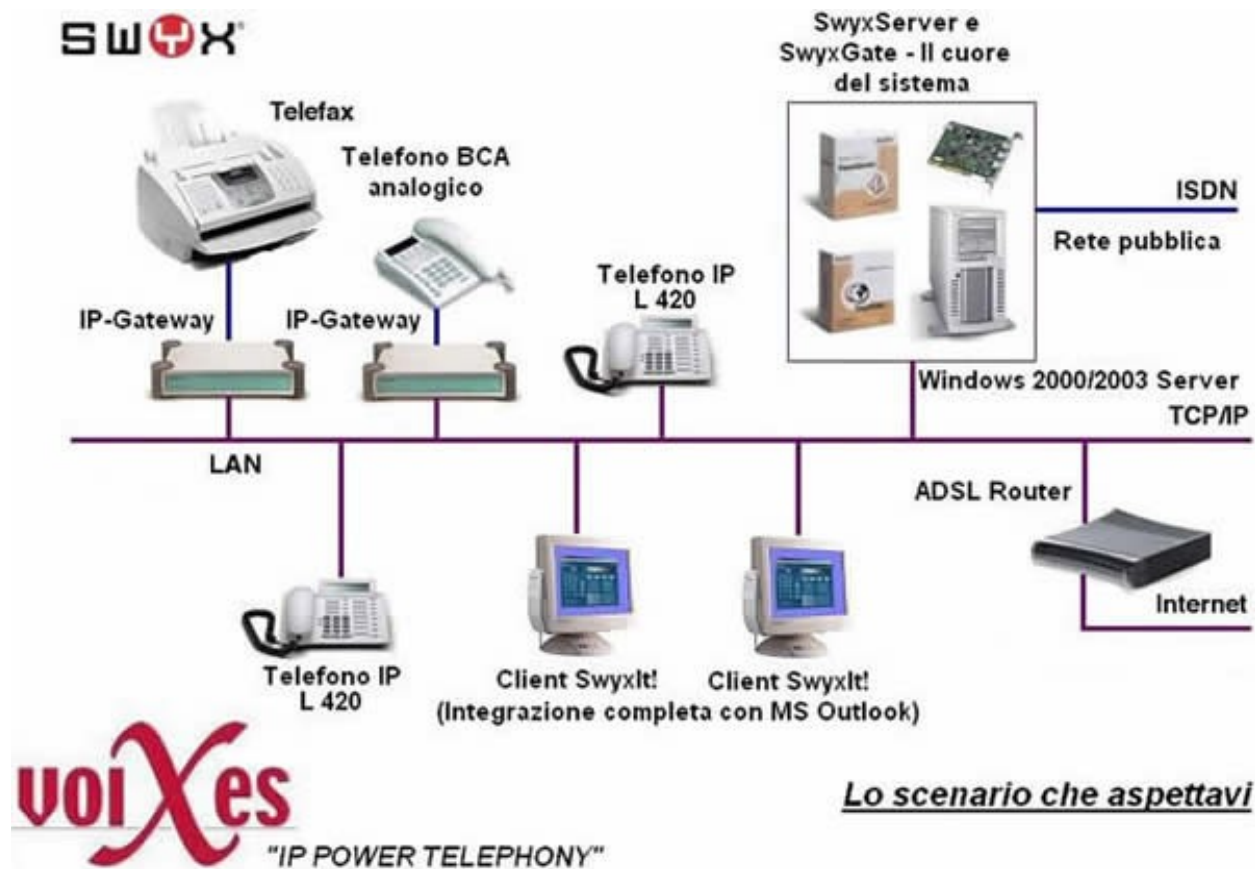 SWYX
SwyxServer e
SwyxGate - Il cuore
del sistema
Telefax
Telefono BCA
analogico
ISDN
Rete pubblica
Telefono IP
L 420
IP-Gateway
IP-Gateway
Windows 2000/2003 Server
TCP/IP
LAN
ADSL Router
Internet
Telefono IP
L 420
Client SwyxIt!
Client SwyxIt!
(Integrazione completa con MS Outlook)
voiXes
Lo scenario che aspettavi
"IP POWER TELEPHONY"